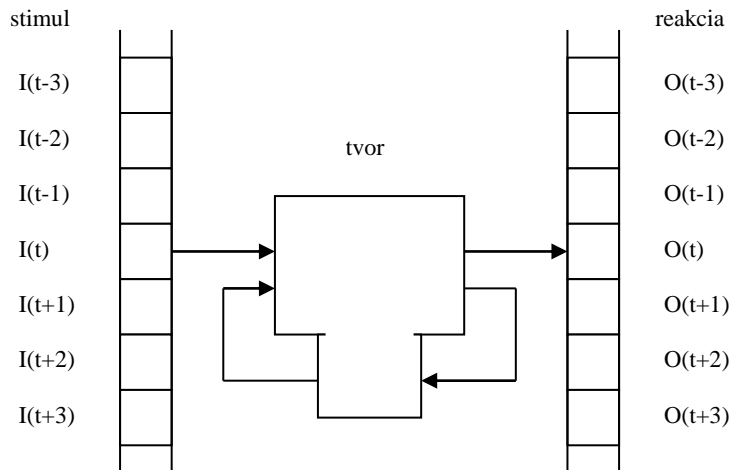 stimul
reakcia
I(t-3)
O(t-3)
I(t-2)
O(t-2)
tvor
I(t-1)
O(t-1)
I(t)
O(t)
I(t+1)
O(t+1)
I(t+2)
O(t+2)
I(t+3)
O(t+3)